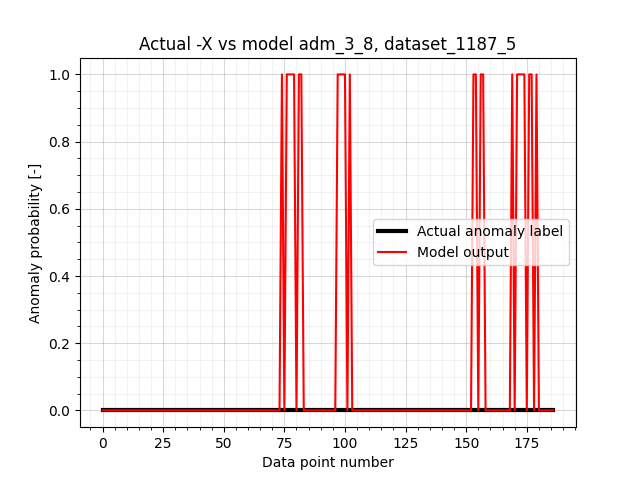 Actual -X vs model adm_3_8, dataset_1187_5
1.0
0.8
0.6
0.4
0.2
0.0
Anomaly probability [-]
Actual anomaly label
Model output
0 25 50 75 100 125 150 175
Data point number